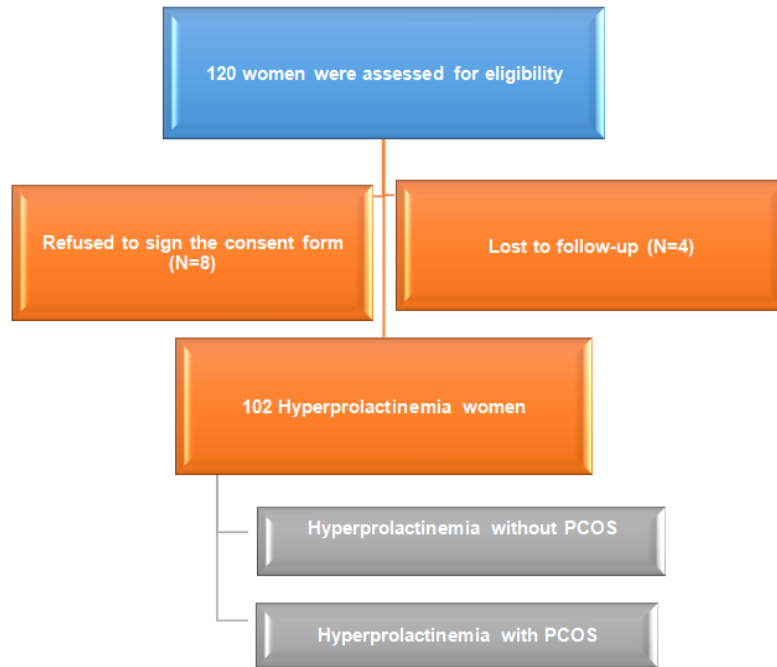 120 women were assessed for eligibility
Refused to sign the consent form
(N=8)
Lost to follow-up (N=4)
102 Hyperprolactinemia women
Hyperprolactinemia without PCOS
Hyperprolactinemia with PCOS